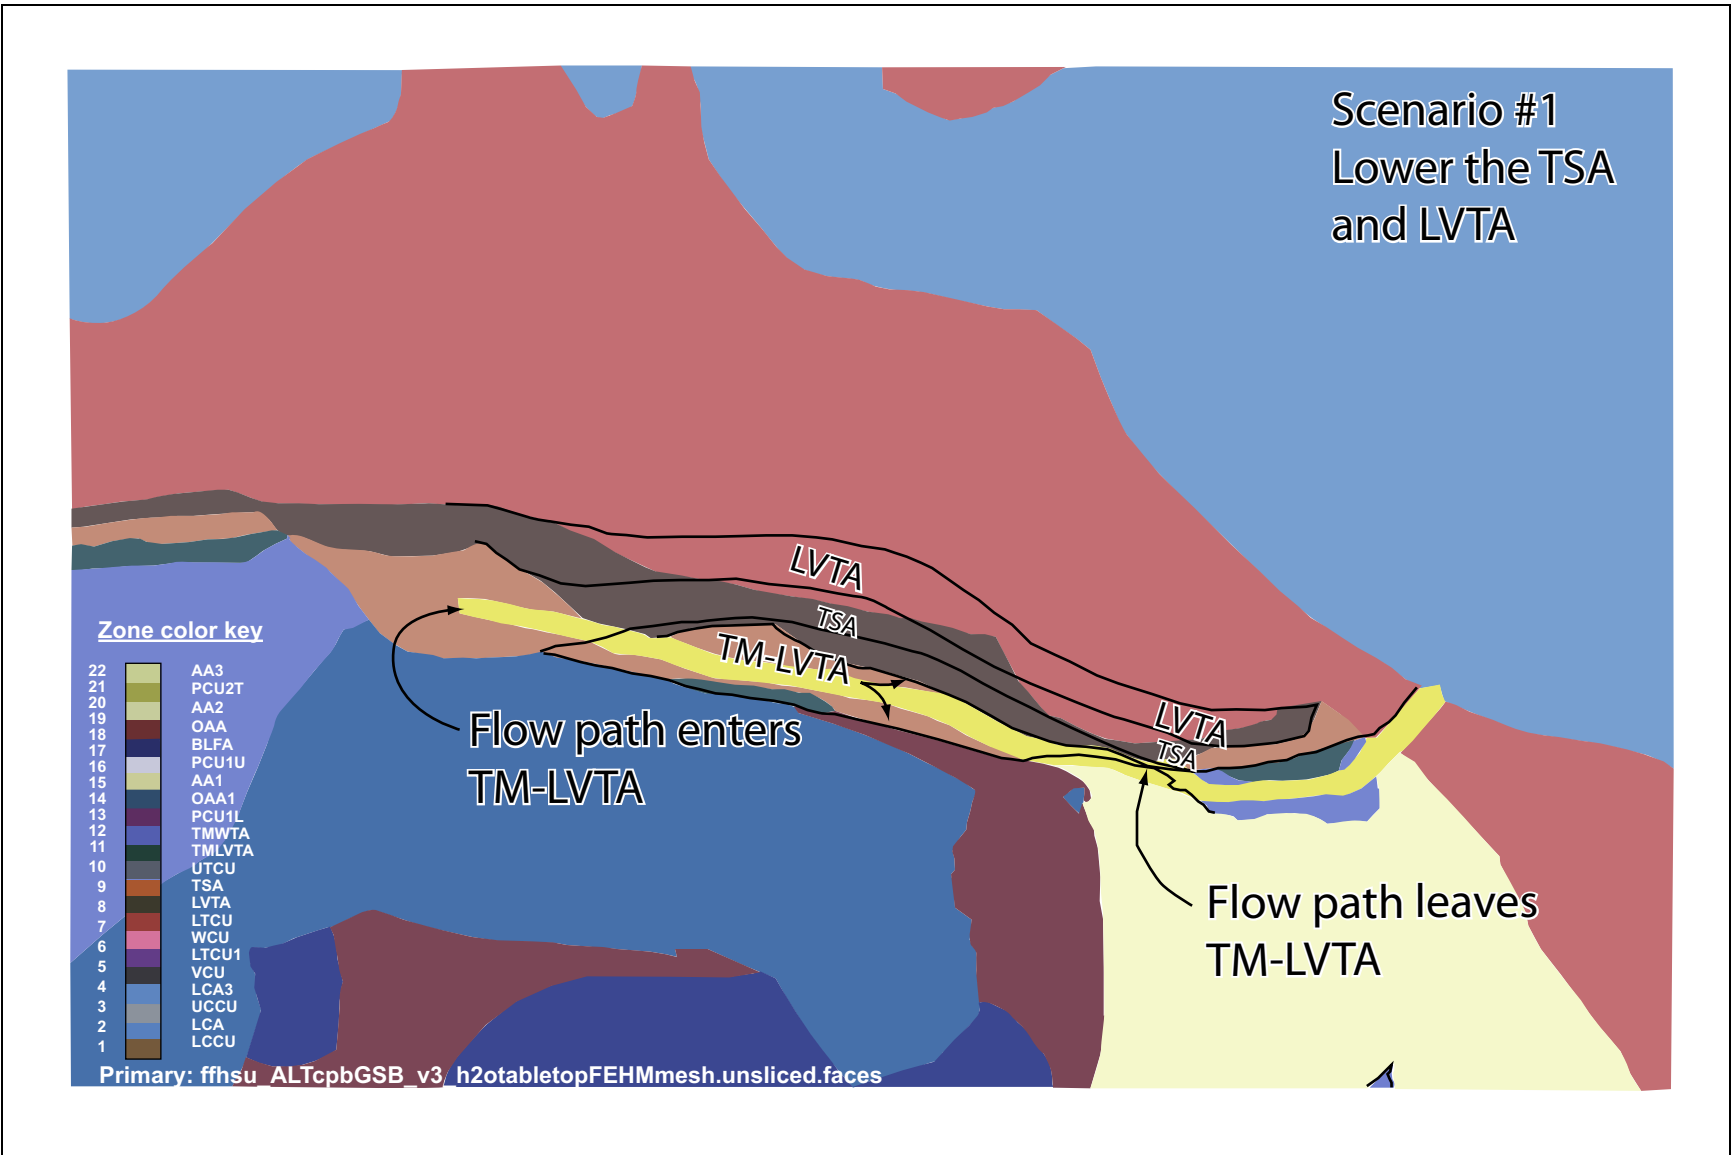 Scenario #1
Lower the TSA
and LVTA
LVTA
TSA
TM-LVTA
LVTA
TSA
Flow path enters
TM-LVTA
Flow path leaves
TM-LVTA
Zone color key
22 AA3
21 PCU2T
20 AA2
19 OAA
18 BLFA
17 PCU1U
16 AA1
15 OAA1
14 PCU1L
13 TMWTA
12 TMLVTA
11 UTCU
10 TSA
9 LVTA
8 LTCU
7 WCU
6 LTCU1
5 VCU
4 LCA3
3 UCCU
2 LCA
1 LCCU
Primary: ffhsu_ALTcpbGSB_v3_h2otabletopFEHMmesh.unsliced.faces